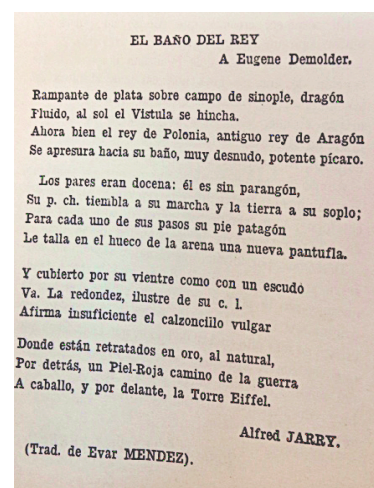 EL BAÑO DEL REY
A Eugene Demolder.
Rampante de plata sobre campo de sinople, dragón
Fluido, al sol el Vistula se hincha.
Ahora bien el rey de Polonia, antiguo rey de Aragón
Se apresura hacia su baño, muy desnudo, potente pícaro.
Los pares eran docena: él es sin parangón,
Su p. ch. tiembla a su marcha y la tierra a su soplo;
Para cada uno de sus pasos su pie patagón
Le talla en el hueco de la arena una nueva pantufla.
Y cubierto por su vientre como con un escudo
Va. La redondez, ilustre de su c. l.
Afirma insuficiente el calzoncillo vulgar
Donde están retratados en oro, al natural,
Por detrás, un Piel-Roja camino de la guerra
A caballo, y por delante, la Torre Eiffel.
Alfred JARRY.
(Trad. de Evar MENDEZ).